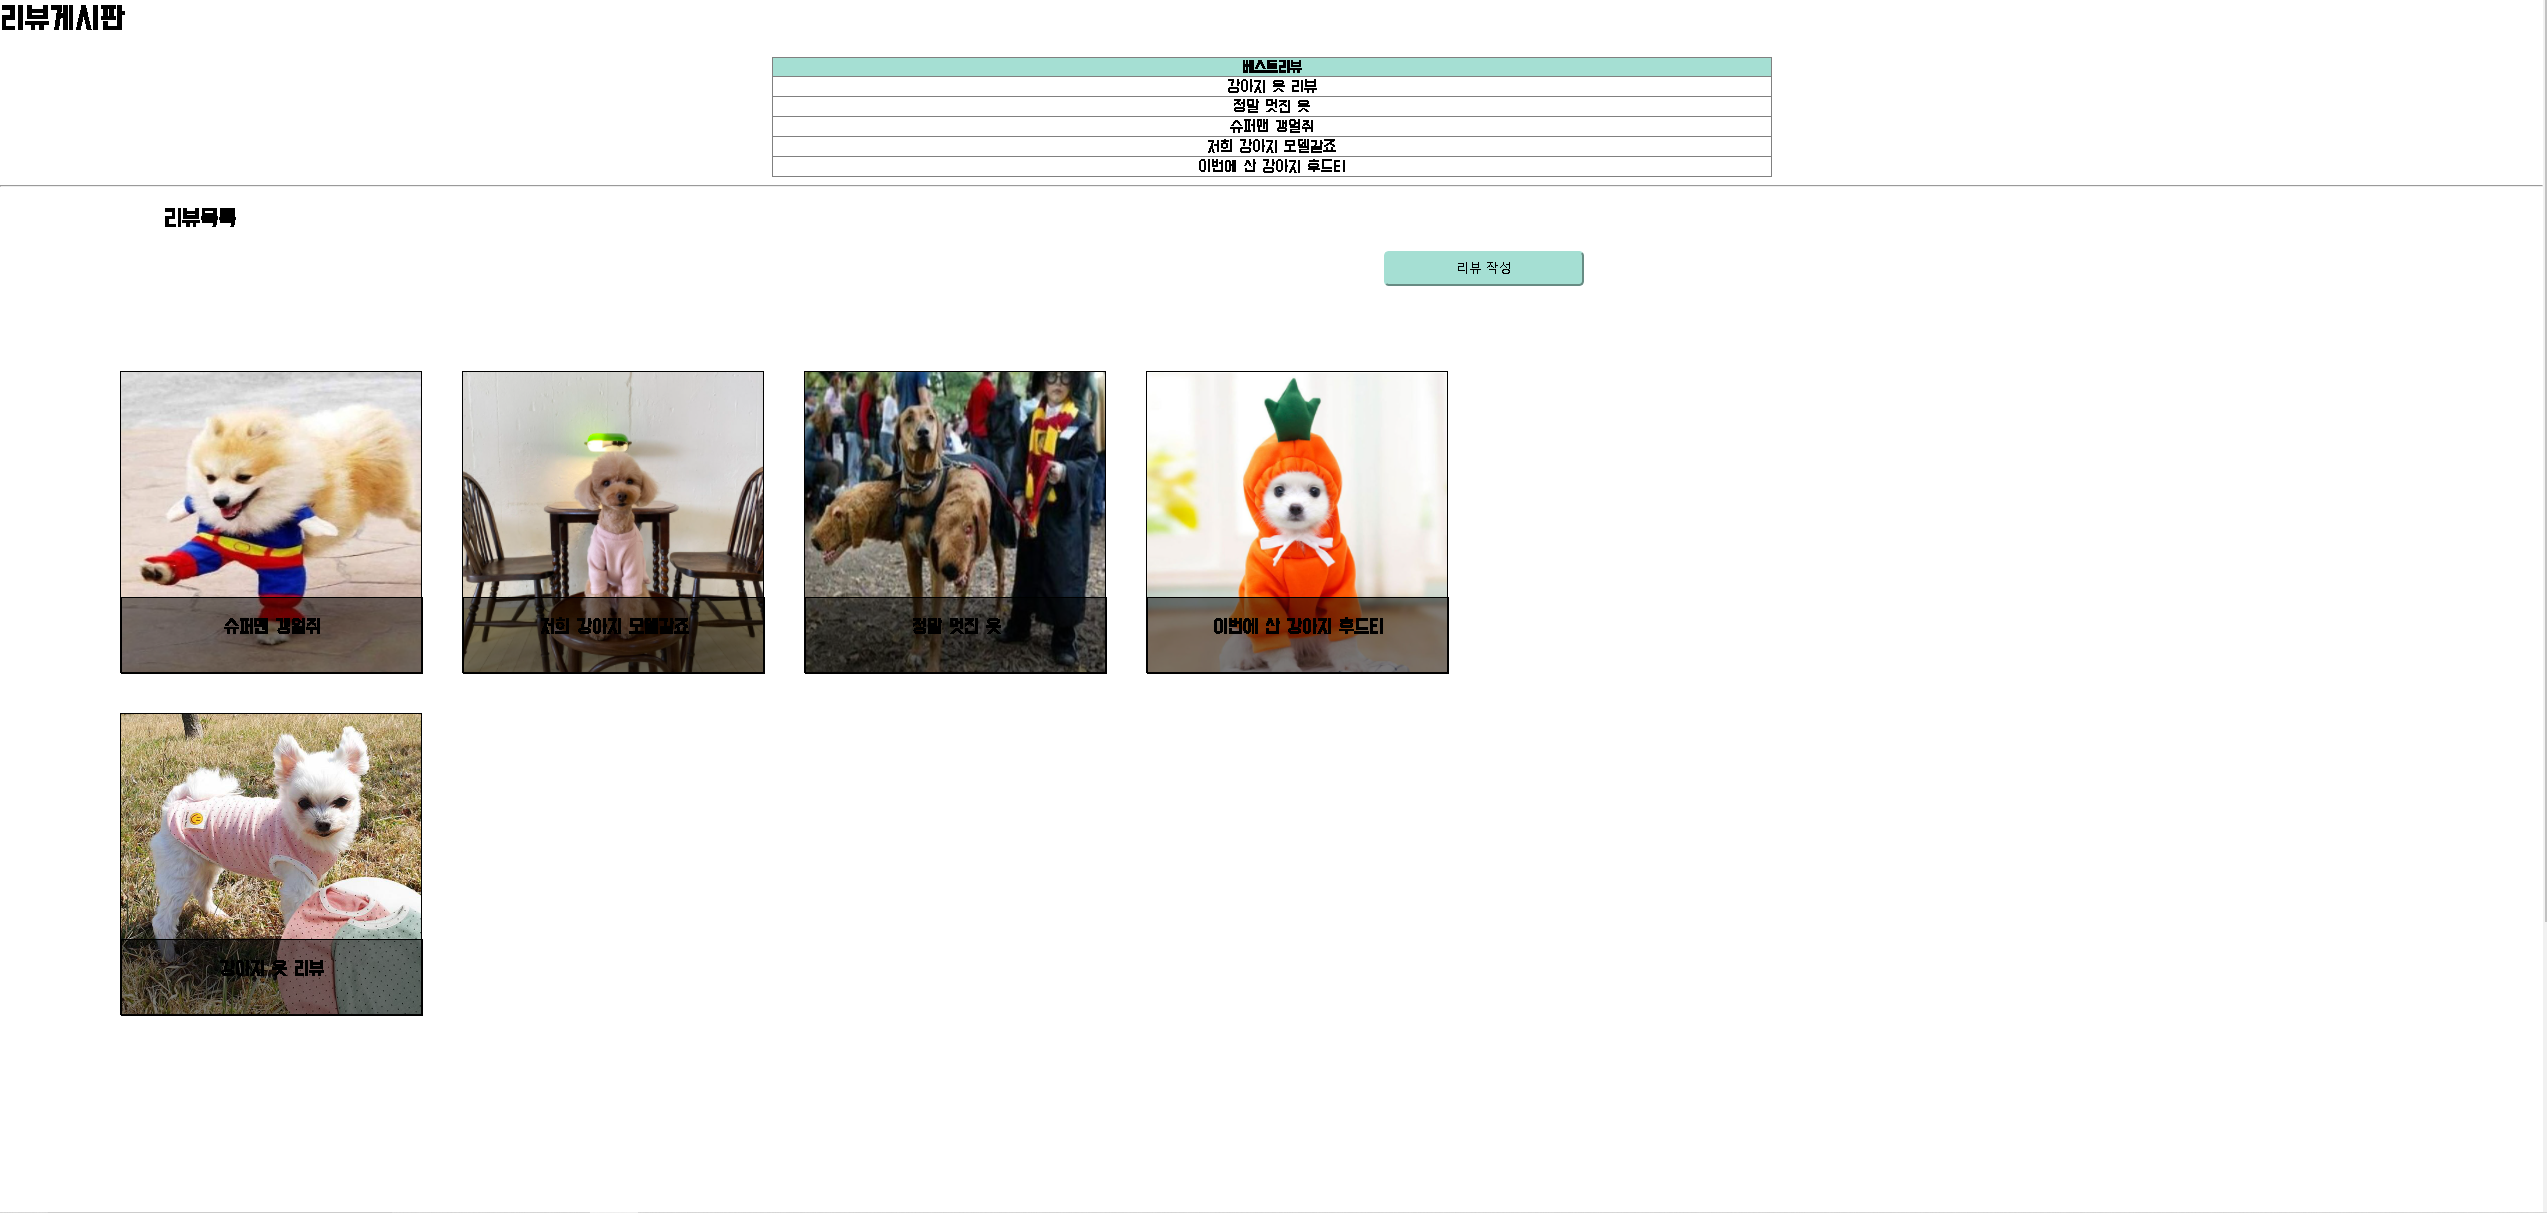 리뷰게시판
베스트리뷰
강아지 옷 리뷰
정말 멋진 옷
슈퍼맨 갱얼쥐
저희 강아지 모델같죠
이번에 산 강아지 후드티
리뷰목록
리뷰 작성
슈퍼맨 갱얼쥐
저희 강아지 모델같죠
정말 멋진 옷
이번에 산 강아지 후드티
강아지 옷 리뷰